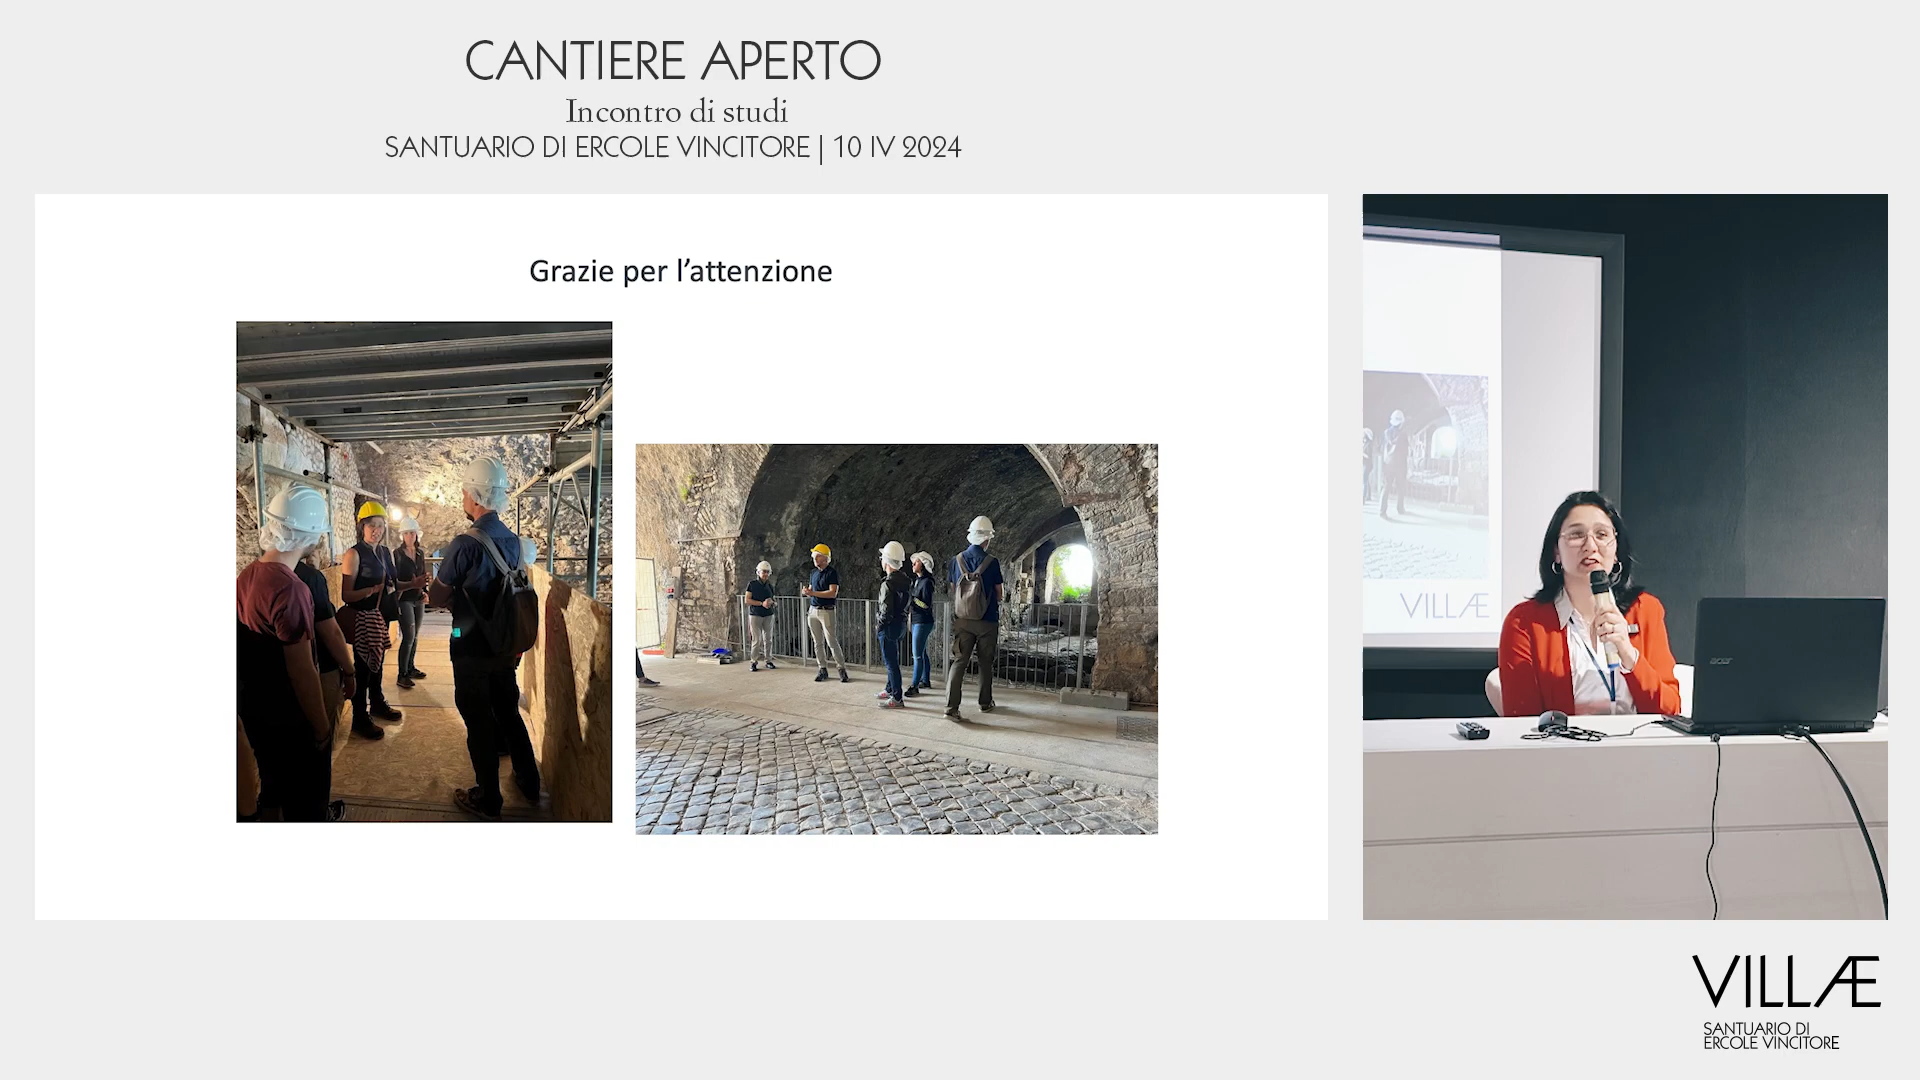 CANTIERE APERTO
Incontro di studi
SANTUARIO DI ERCOLE VINCITORE | 10 IV 2024
Grazie per l’attenzione
VILLÆ
acer
VILLÆ
SANTUARIO DI
ERCOLE VINCITORE